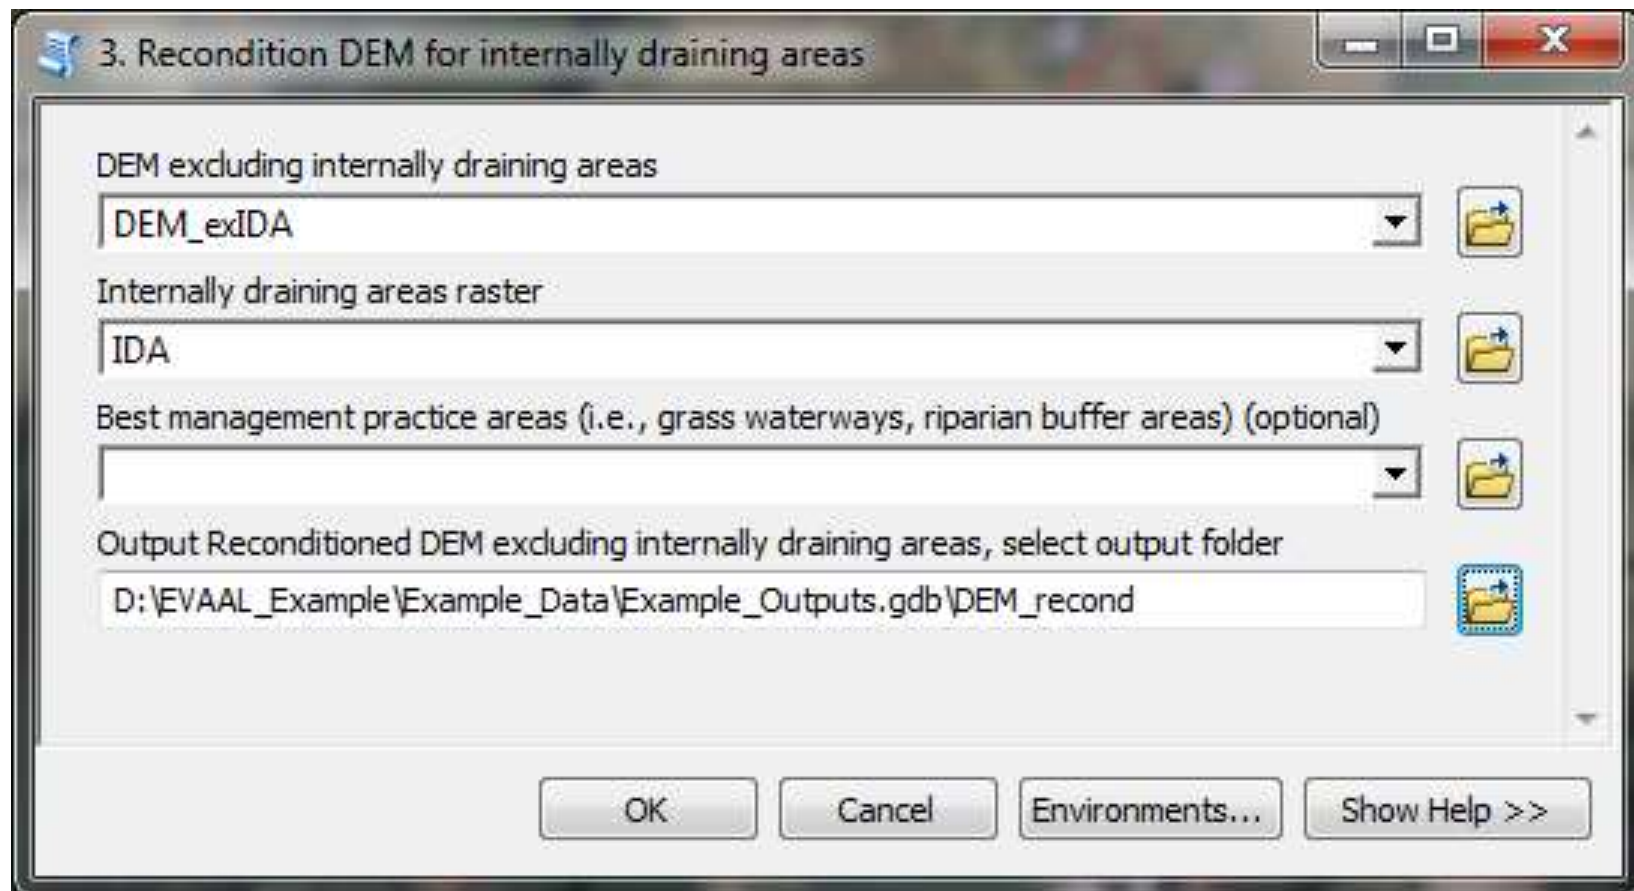 3. Recondition DEM for internally draining areas
DEM excluding internally draining areas
DEM_exIDA
Internally draining areas raster
IDA
Best management practice areas (i.e., grass waterways, riparian buffer areas) (optional)
Output Reconditioned DEM excluding internally draining areas, select output folder
D:\EVAAL_Example\Example_Data\Example_Outputs.gdb\DEM_recond
OK Cancel Environments... Show Help >>